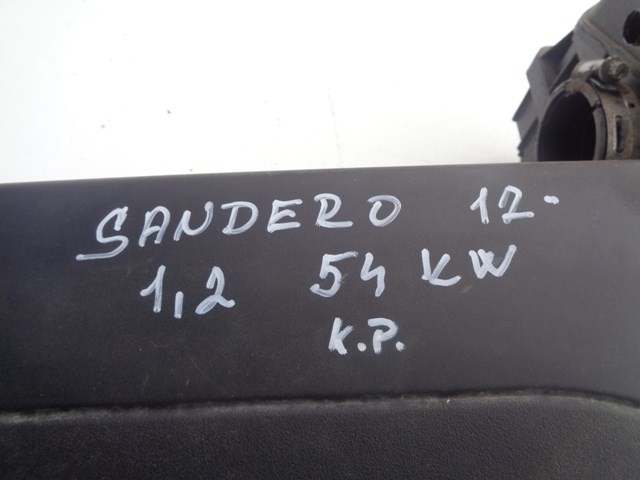 SANDERO 12-
1,2 54 KW
K.P.